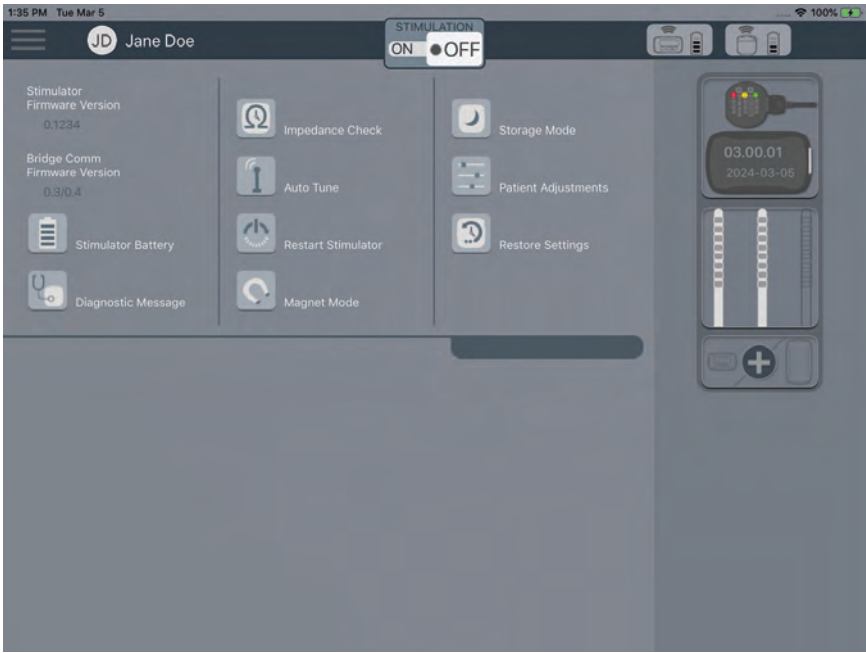 1:35 PM Tue Mar 5
100%
JD Jane Doe
STIMULATION
ON OFF
Stimulator
Firmware Version
0.1234
Bridge Comm
Firmware Version
0.3/0.4
Stimulator Battery
Diagnostic Message
Impedance Check
Auto Tune
Restart Stimulator
Magnet Mode
Storage Mode
Patient Adjustments
Restore Settings
03.00.01
2024-03-05